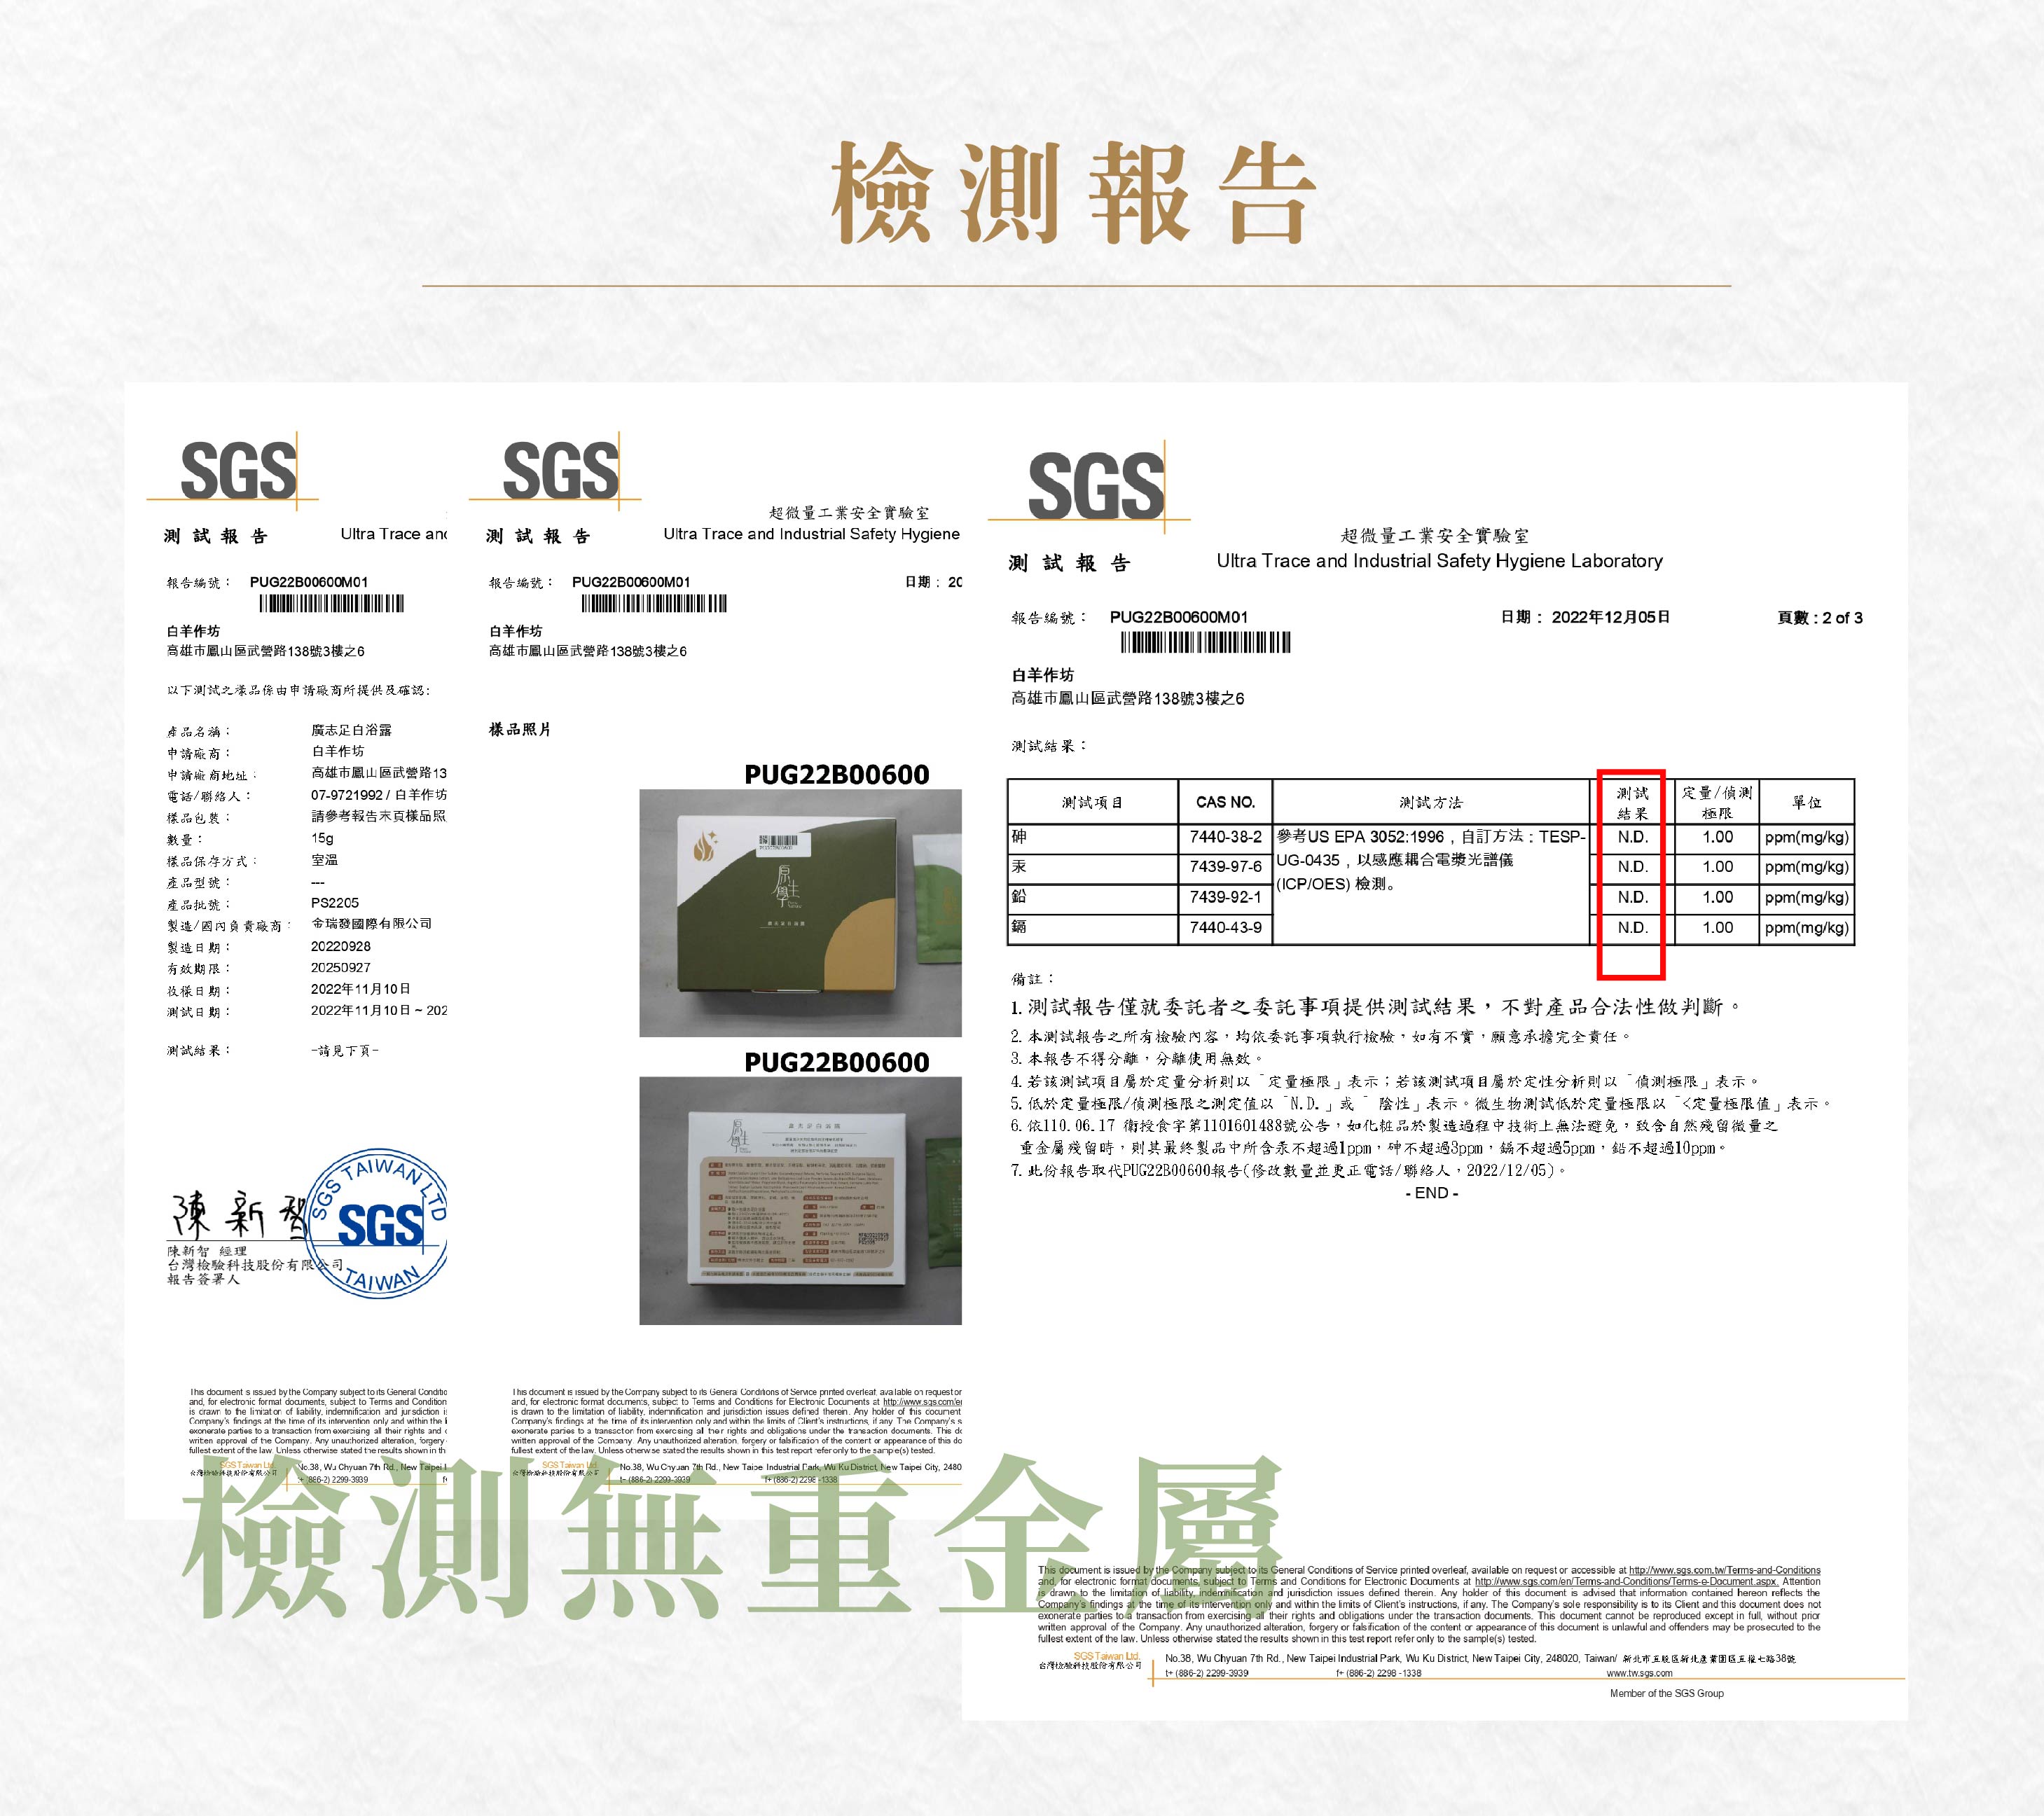 檢測報告
SGS
測試報告
Ultra Trace and
報告編號： PUG22B00600M01
白羊作坊
高雄市鳳山區武營路138號3樓之6
以下測試之樣品係由申請廠商所提供及確認:
產品名稱： 廣志足白浴露
申請廠商： 白羊作坊
申請廠商地址： 高雄市鳳山區武營路13
電話/聯絡人： 07-9721992 / 白羊作坊
樣品包裝： 請參考報告末頁樣品照
數量： 15g
樣品保存方式： 室溫
產品型號： ---
產品批號： PS2205
製造/國內負責廠商： 金瑞發國際有限公司
製造日期： 20220928
有效期限： 20250927
收樣日期： 2022年11月10日
測試日期： 2022年11月10日 ~ 202
測試結果： -請見下頁-
陳新智
陳新智 經理
台灣檢驗科技股份有限公司
報告簽署人
SGS TAIWAN LTD
SGS
TAIWAN
This document is issued by the Company subject to its General Conditio
and, for electronic format documents, subject to Terms and Condition
is drawn to the limitation of liability, indemnification and jurisdiction i
Company's findings at the time of its intervention only and within the l
exonerate parties to a transaction from exercising all their rights and
written approval of the Company. Any unauthorized alteration, forgery
fullest extent of the law. Unless otherwise stated the results shown in th
SGS Taiwan Ltd.
台灣檢驗科技股份有限公司
No.38, Wu Chyuan 7th Rd., New Taipei
t+ (886-2) 2299-3939
SGS
超微量工業安全實驗室
測試報告
Ultra Trace and Industrial Safety Hygiene
報告編號： PUG22B00600M01
日期： 20
白羊作坊
高雄市鳳山區武營路138號3樓之6
樣品照片
PUG22B00600
原生學
PUG22B00600
原生學
This document is issued by the Company subject to its General Conditions of Service printed overleaf, available on request or
and, for electronic format documents, subject to Terms and Conditions for Electronic Documents at http://www.sgs.com/e
is drawn to the limitation of liability, indemnification and jurisdiction issues defined therein. Any holder of this document
Company's findings at the time of its intervention only and within the limits of Client's instructions, if any. The Company's s
exonerate parties to a transaction from exercising all their rights and obligations under the transaction documents. This do
written approval of the Company. Any unauthorized alteration, forgery or falsification of the content or appearance of this do
fullest extent of the law. Unless otherwise stated the results shown in this test report refer only to the sample(s) tested.
SGS Taiwan Ltd.
台灣檢驗科技股份有限公司
No.38, Wu Chyuan 7th Rd., New Taipei Industrial Park, Wu Ku District, New Taipei City, 2480
t+ (886-2) 2299-3939 f+ (886-2) 2298 -1338
SGS
超微量工業安全實驗室
測試報告
Ultra Trace and Industrial Safety Hygiene Laboratory
報告編號： PUG22B00600M01
日期： 2022年12月05日
頁數 : 2 of 3
白羊作坊
高雄市鳳山區武營路138號3樓之6
測試結果：
測試項目 CAS NO. 測試方法 測試結果 定量/偵測極限 單位
砷 7440-38-2 參考US EPA 3052:1996，自訂方法：TESP- N.D. 1.00 ppm(mg/kg)
汞 7439-97-6 UG-0435，以感應耦合電漿光譜儀 N.D. 1.00 ppm(mg/kg)
鉛 7439-92-1 (ICP/OES) 檢測。 N.D. 1.00 ppm(mg/kg)
鎘 7440-43-9 N.D. 1.00 ppm(mg/kg)
備註：
1. 測試報告僅就委託者之委託事項提供測試結果，不對產品合法性做判斷。
2. 本測試報告之所有檢驗內容，均依委託事項執行檢驗，如有不實，願意承擔完全責任。
3. 本報告不得分離，分離使用無效。
4. 若該測試項目屬於定量分析則以「定量極限」表示；若該測試項目屬於定性分析則以「偵測極限」表示。
5. 低於定量極限/偵測極限之測定值以「N.D.」或「 陰性」表示。微生物測試低於定量極限以「<定量極限值」表示。
6. 依110.06.17 衛授食字第1101601488號公告，如化粧品於製造過程中技術上無法避免，致含自然殘留微量之
重金屬殘留時，則其最終製品中所含汞不超過1ppm，砷不超過3ppm，鎘不超過5ppm，鉛不超過10ppm。
7. 此份報告取代PUG22B00600報告(修改數量並更正電話/聯絡人，2022/12/05)。
- END -
This document is issued by the Company subject to its General Conditions of Service printed overleaf, available on request or accessible at http://www.sgs.com.tw/Terms-and-Conditions
and, for electronic format documents, subject to Terms and Conditions for Electronic Documents at http://www.sgs.com/en/Terms-and-Conditions/Terms-e-Document.aspx. Attention
is drawn to the limitation of liability, indemnification and jurisdiction issues defined therein. Any holder of this document is advised that information contained hereon reflects the
Company's findings at the time of its intervention only and within the limits of Client's instructions, if any. The Company's sole responsibility is to its Client and this document does not
exonerate parties to a transaction from exercising all their rights and obligations under the transaction documents. This document cannot be reproduced except in full, without prior
written approval of the Company. Any unauthorized alteration, forgery or falsification of the content or appearance of this document is unlawful and offenders may be prosecuted to the
fullest extent of the law. Unless otherwise stated the results shown in this test report refer only to the sample(s) tested.
SGS Taiwan Ltd.
台灣檢驗科技股份有限公司
No.38, Wu Chyuan 7th Rd., New Taipei Industrial Park, Wu Ku District, New Taipei City, 248020, Taiwan/ 新北市五股區新北產業園區五權七路38號
t+ (886-2) 2299-3939 f+ (886-2) 2298 -1338 www.tw.sgs.com
Member of the SGS Group
檢測無重金屬